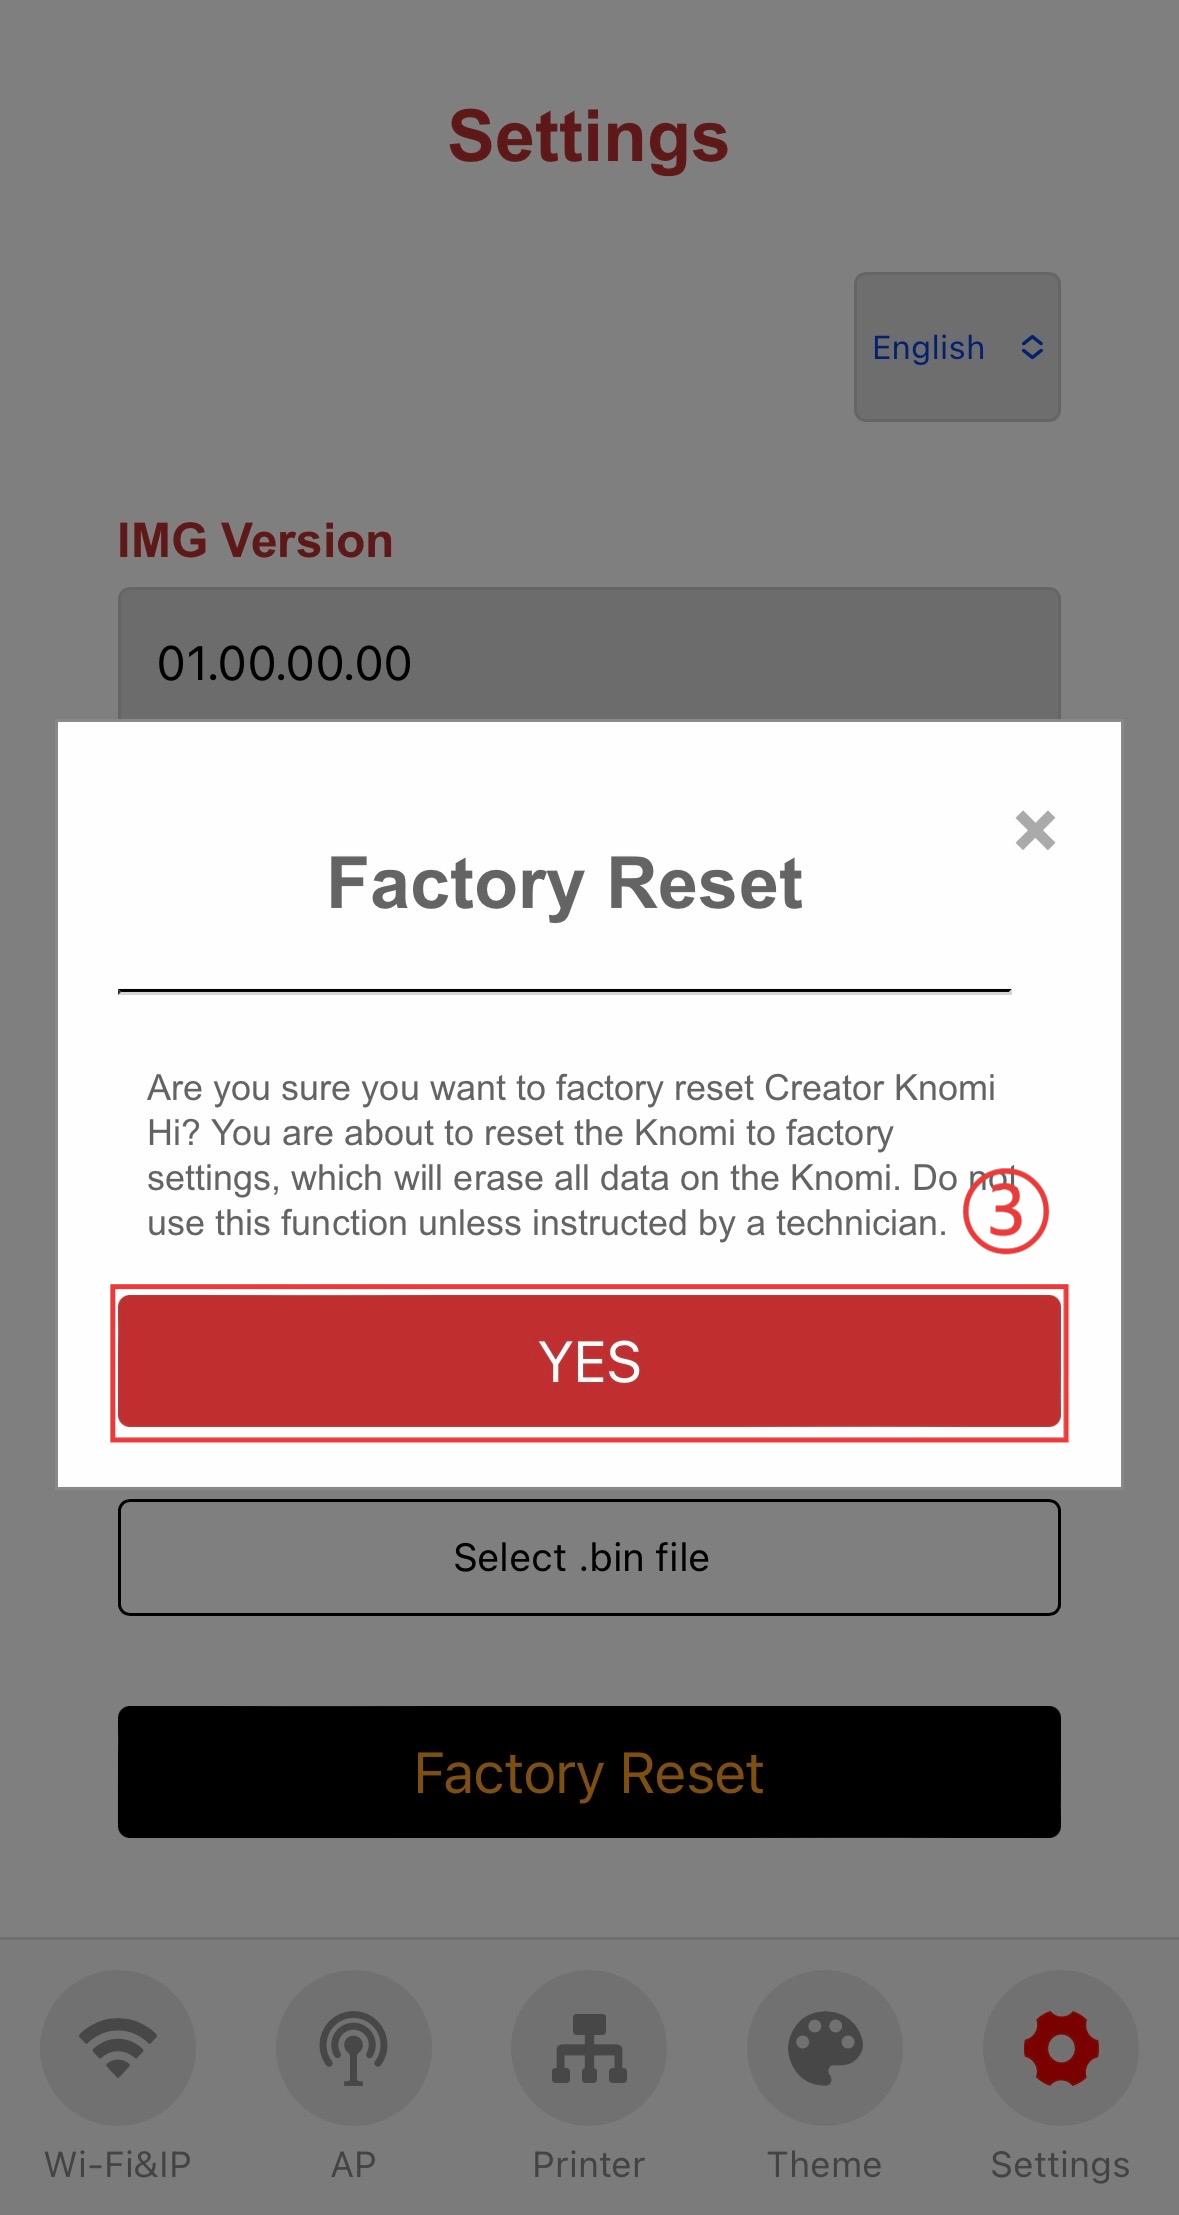 Settings
English
IMG Version
01.00.00.00
Factory Reset
Are you sure you want to factory reset Creator Knomi
Hi? You are about to reset the Knomi to factory
settings, which will erase all data on the Knomi. Do not
use this function unless instructed by a technician.
③
YES
Select .bin file
Factory Reset
Wi-Fi&IP
AP
Printer
Theme
Settings